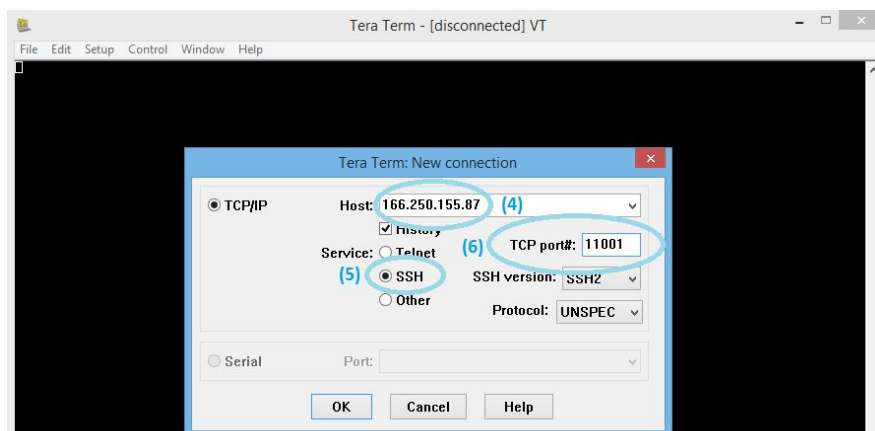 Tera Term - [disconnected] VT
File Edit Setup Control Window Help
Tera Term: New connection
TCP/IP Host: 166.250.155.87 (4)
History
Service: Telnet (6) TCP port#: 11001
(5) SSH SSH version: SSH2
Other Protocol: UNSPEC
Serial Port:
OK Cancel Help